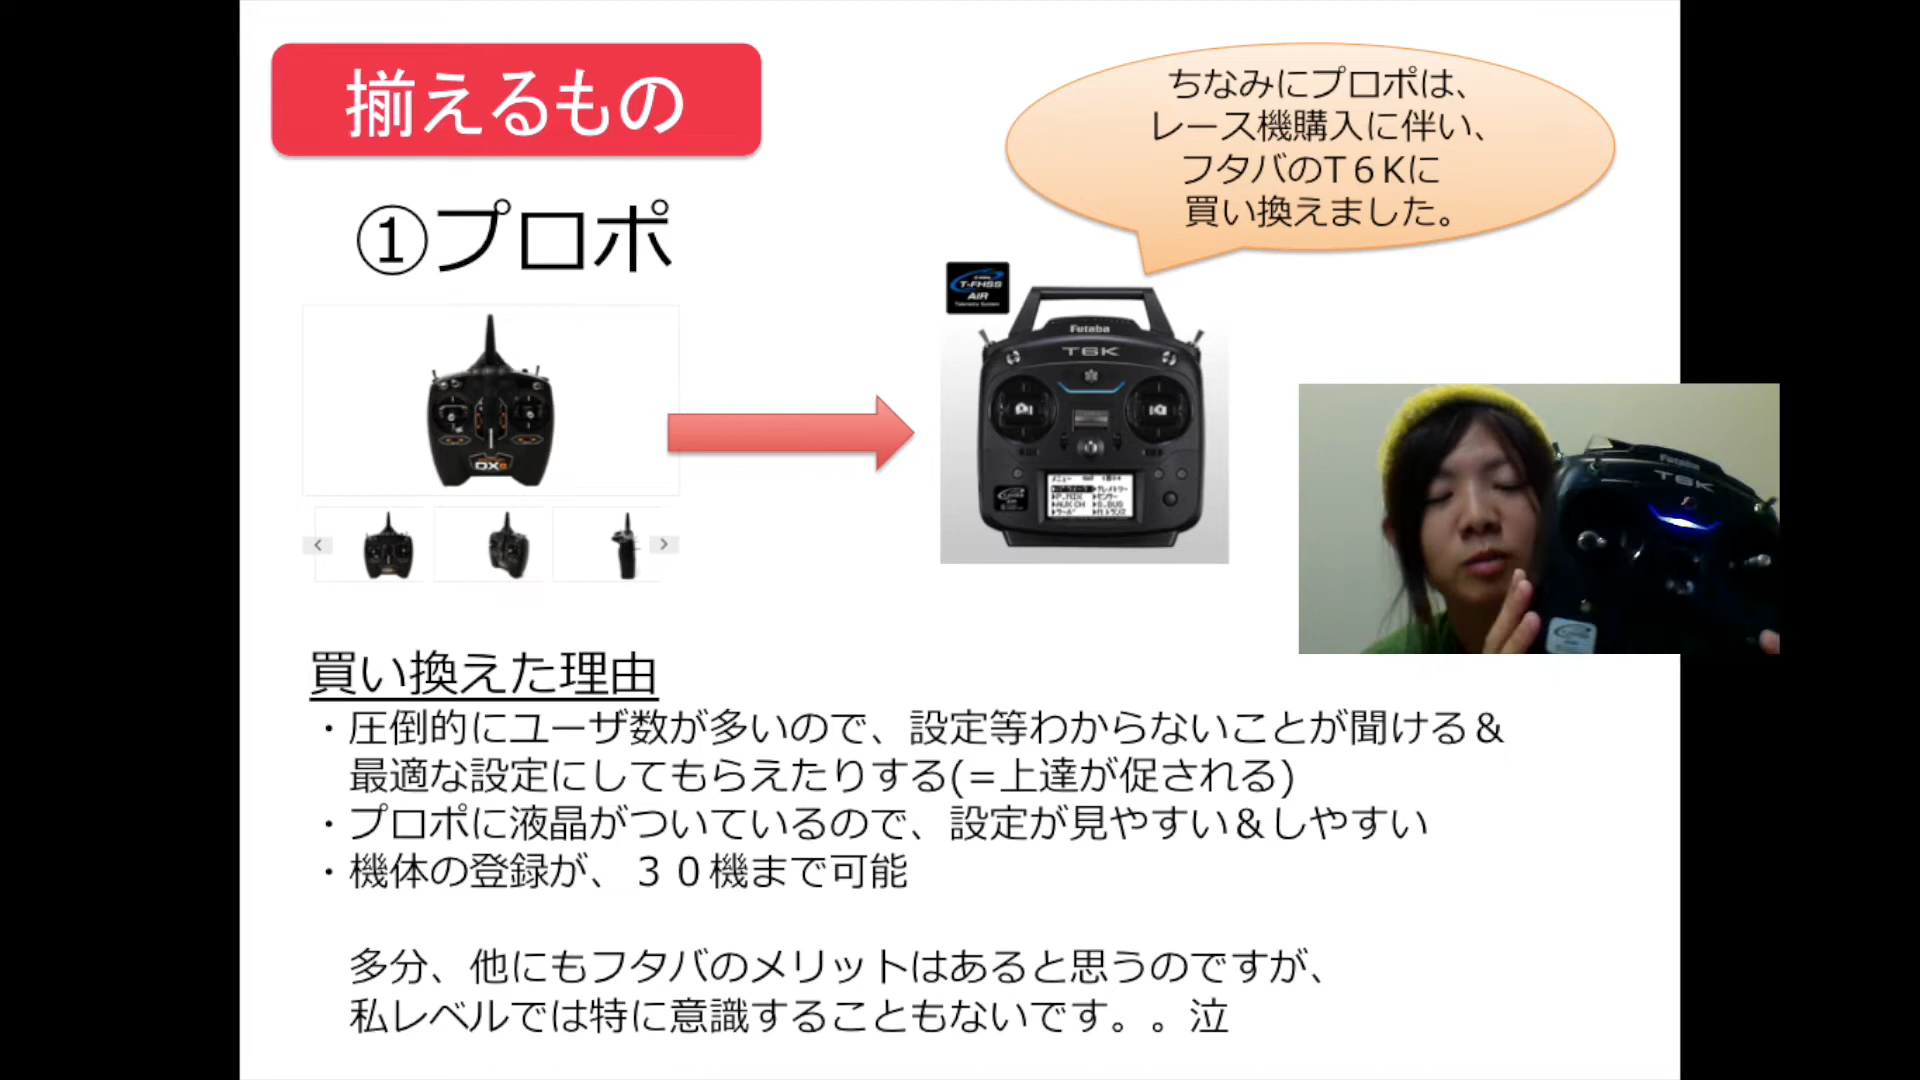 揃えるもの
①プロポ
ちなみにプロポは、
レース機購入に伴い、
フタバのT６Kに
買い換えました。
T-FHSS
AIR
Futaba
T6K
DX
Futaba
T6K
買い換えた理由
・圧倒的にユーザ数が多いので、設定等わからないことが聞ける＆
最適な設定にしてもらえたりする(=上達が促される)
・プロポに液晶がついているので、設定が見やすい＆しやすい
・機体の登録が、３０機まで可能
多分、他にもフタバのメリットはあると思うのですが、
私レベルでは特に意識することもないです。。泣